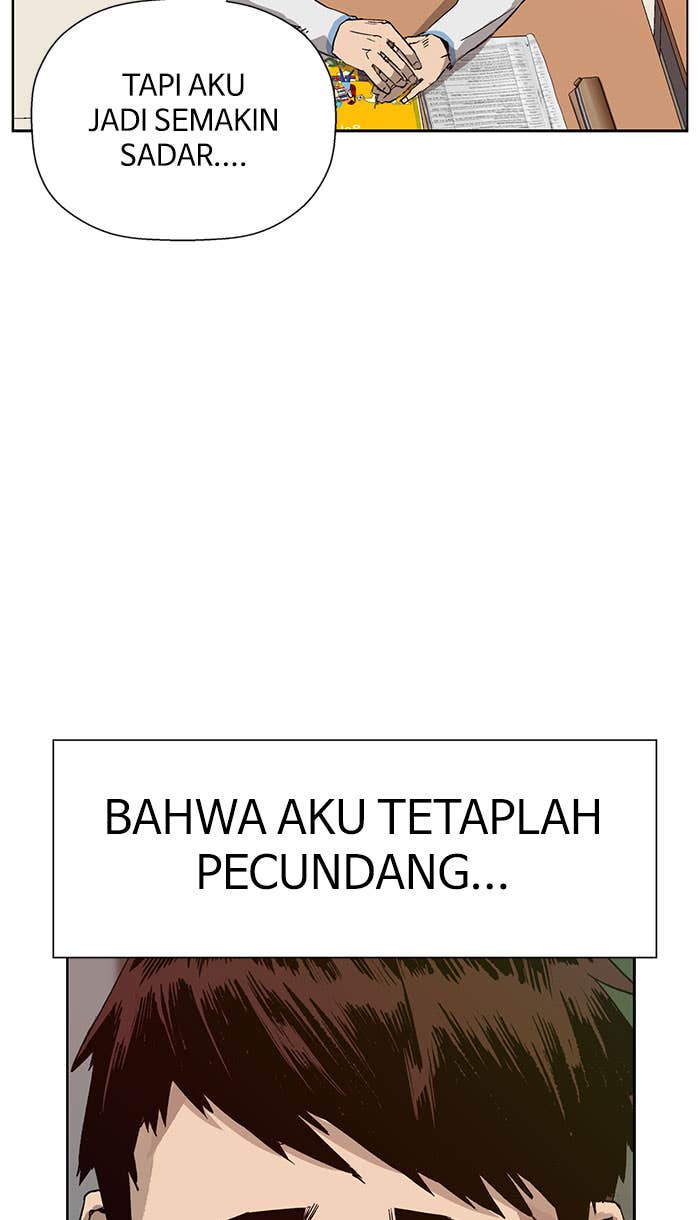 TAPI AKU
JADI SEMAKIN
SADAR....
BAHWA AKU TETAPLAH
PECUNDANG...